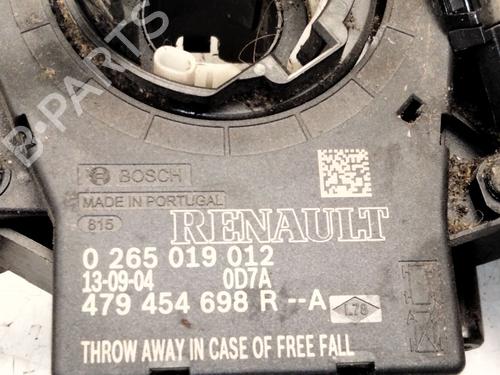 BOSCH
MADE IN PORTUGAL
815
RENAULT
0 265 019 012
13-09-04 0D7A
479 454 698 R --A
L78
THROW AWAY IN CASE OF FREE FALL